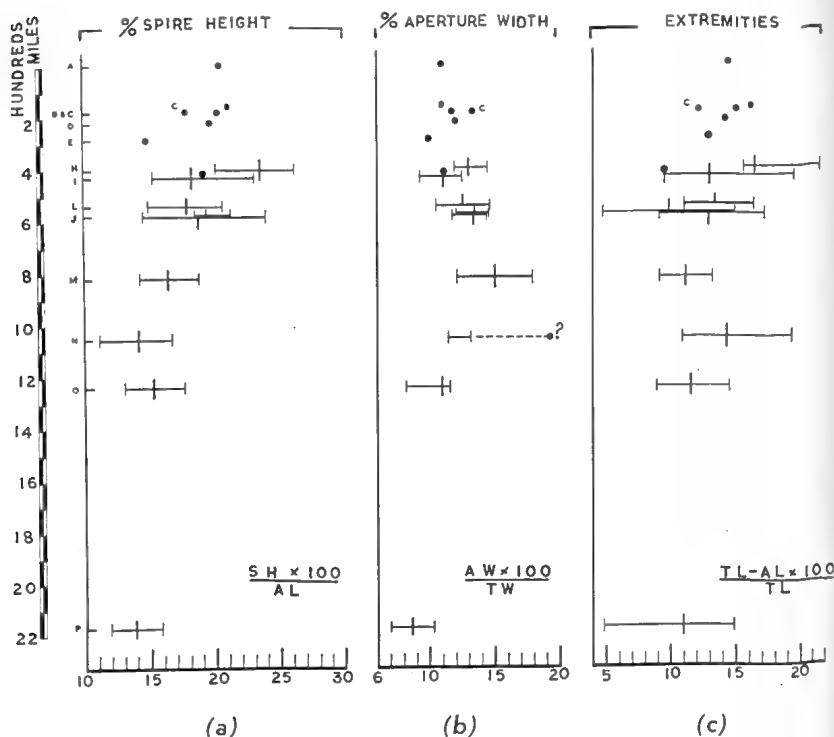 % SPIRE HEIGHT
% APERTURE WIDTH
EXTREMITIES
HUNDREDS
MILES
A
B & C
D
E
H
I
L
J
M
N
O
P
2
4
6
8
10
12
14
16
18
20
22
C
C
C
?
SH × 100
AL
AW × 100
TW
TL-AL × 100
TL
10 15 20 25 30
10 15 20
5 10 15 20
(a) (b) (c)